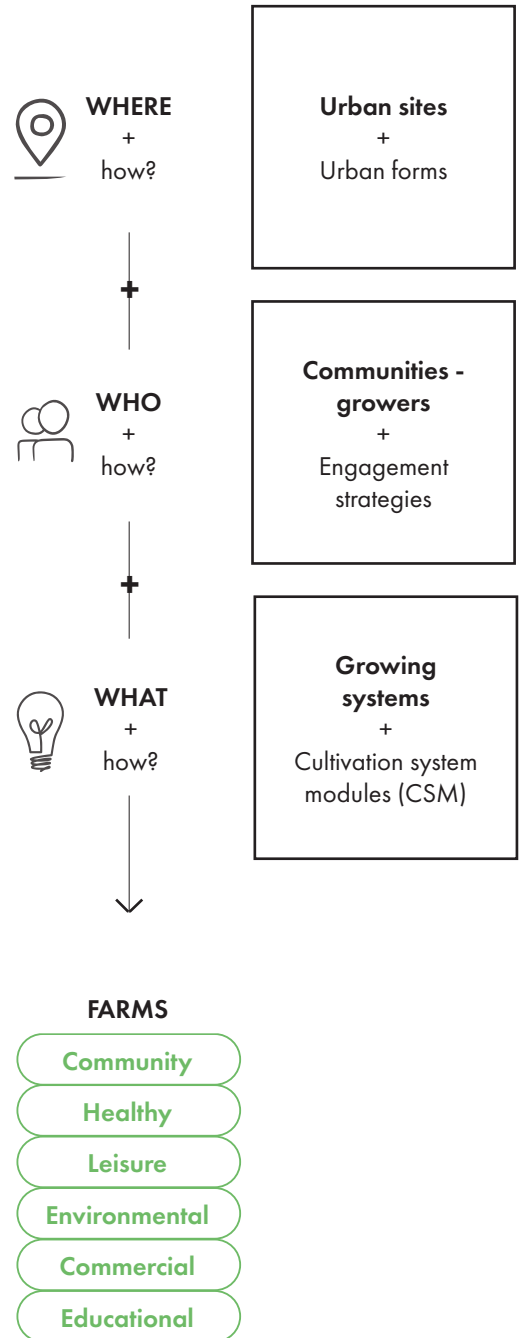 WHERE
+
how?
Urban sites
+
Urban forms
+
WHO
+
how?
Communities -
growers
+
Engagement
strategies
+
WHAT
+
how?
Growing
systems
+
Cultivation system
modules (CSM)
FARMS
Community
Healthy
Leisure
Environmental
Commercial
Educational